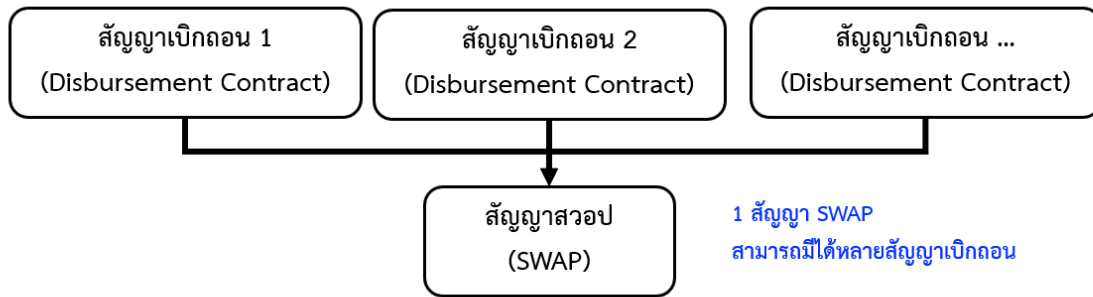 สัญญาเบิกถอน 1
(Disbursement Contract)
สัญญาเบิกถอน 2
(Disbursement Contract)
สัญญาเบิกถอน ...
(Disbursement Contract)
สัญญาสวอป
(SWAP)
1 สัญญา SWAP
สามารถมีได้หลายสัญญาเบิกถอน